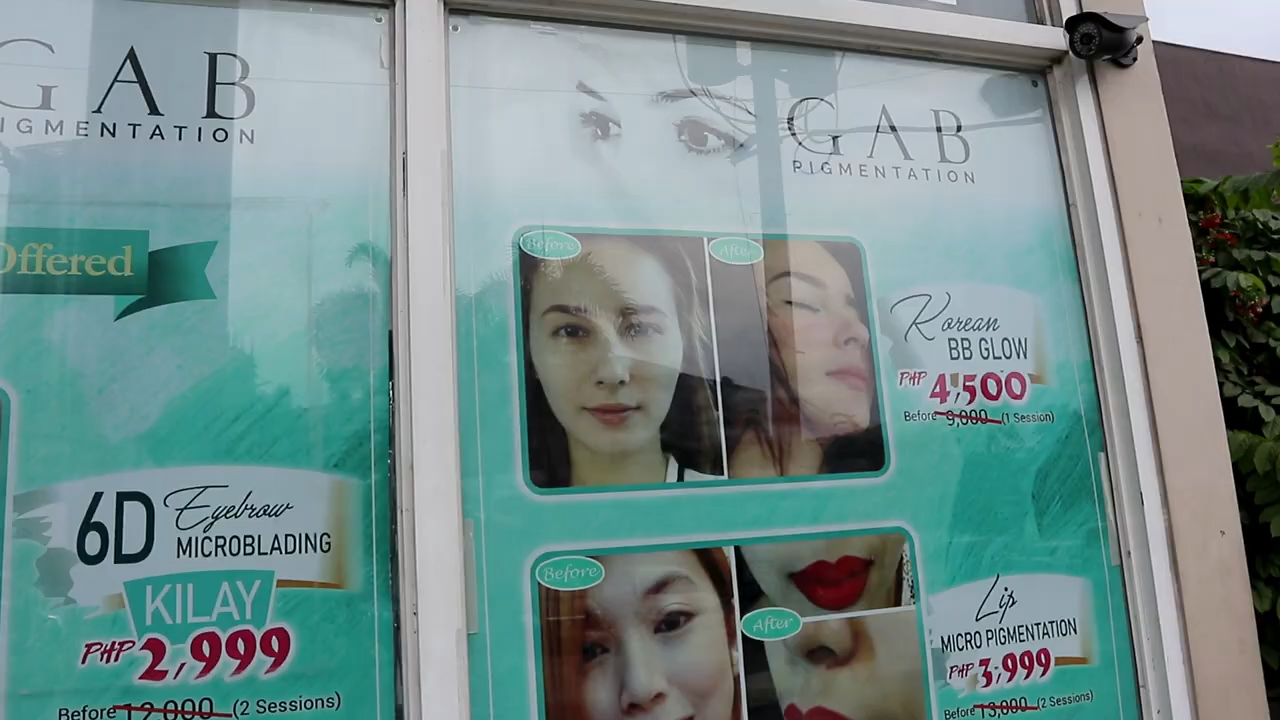 GAB
PIGMENTATION
Offered
6D Eyebrow
MICROBLADING
KILAY
PHP 2,999
Before 12,000 (2 Sessions)
GAB
PIGMENTATION
Before
After
Korean
BB GLOW
PHP 4,500
Before 9,000 (1 Session)
Before
After
Lip
MICRO PIGMENTATION
PHP 3,999
Before 13,000 (2 Sessions)